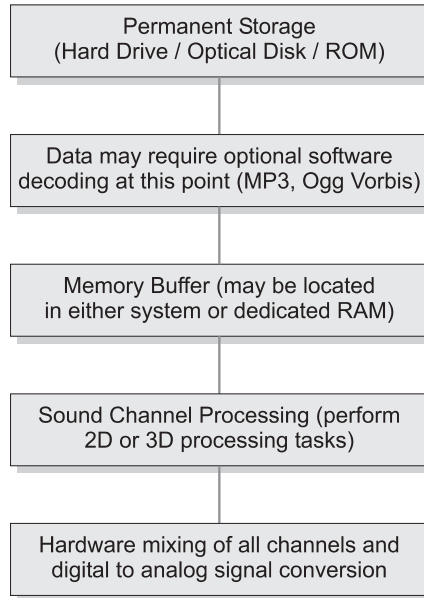 Permanent Storage
(Hard Drive / Optical Disk / ROM)
Data may require optional software
decoding at this point (MP3, Ogg Vorbis)
Memory Buffer (may be located
in either system or dedicated RAM)
Sound Channel Processing (perform
2D or 3D processing tasks)
Hardware mixing of all channels and
digital to analog signal conversion